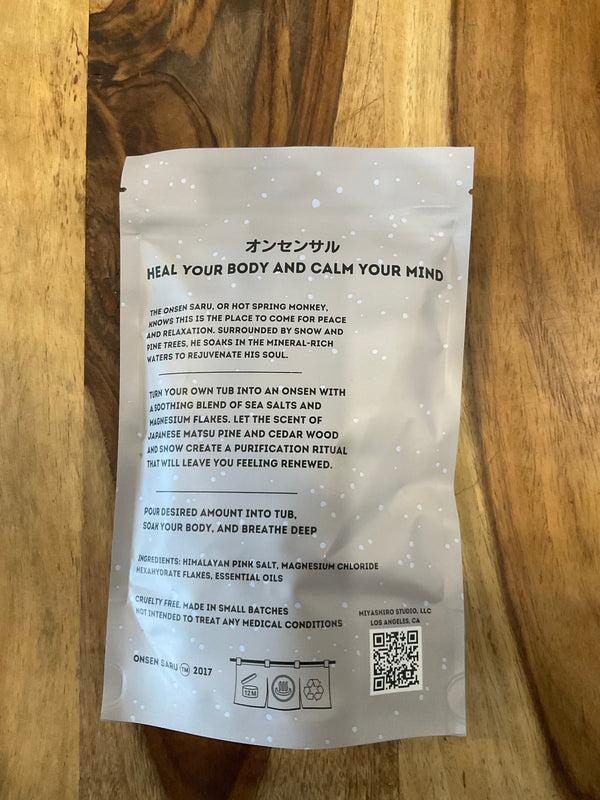 オンセンサル
HEAL YOUR BODY AND CALM YOUR MIND
THE ONSEN SARU, OR HOT SPRING MONKEY,
KNOWS THIS IS THE PLACE TO COME FOR PEACE
AND RELAXATION. SURROUNDED BY SNOW AND
PINE TREES, HE SOAKS IN THE MINERAL-RICH
WATERS TO REJUVENATE HIS SOUL.
TURN YOUR OWN TUB INTO AN ONSEN WITH
A SOOTHING BLEND OF SEA SALTS AND
MAGNESIUM FLAKES. LET THE SCENT OF
JAPANESE MATSU PINE AND CEDAR WOOD
AND SNOW CREATE A PURIFICATION RITUAL
THAT WILL LEAVE YOU FEELING RENEWED.
POUR DESIRED AMOUNT INTO TUB,
SOAK YOUR BODY, AND BREATHE DEEP
INGREDIENTS: HIMALAYAN PINK SALT, MAGNESIUM CHLORIDE
HEXAHYDRATE FLAKES, ESSENTIAL OILS
CRUELTY FREE. MADE IN SMALL BATCHES
NOT INTENDED TO TREAT ANY MEDICAL CONDITIONS
MIYASHIRO STUDIO, LLC
LOS ANGELES, CA
ONSEN SARU TM 2017
12 M